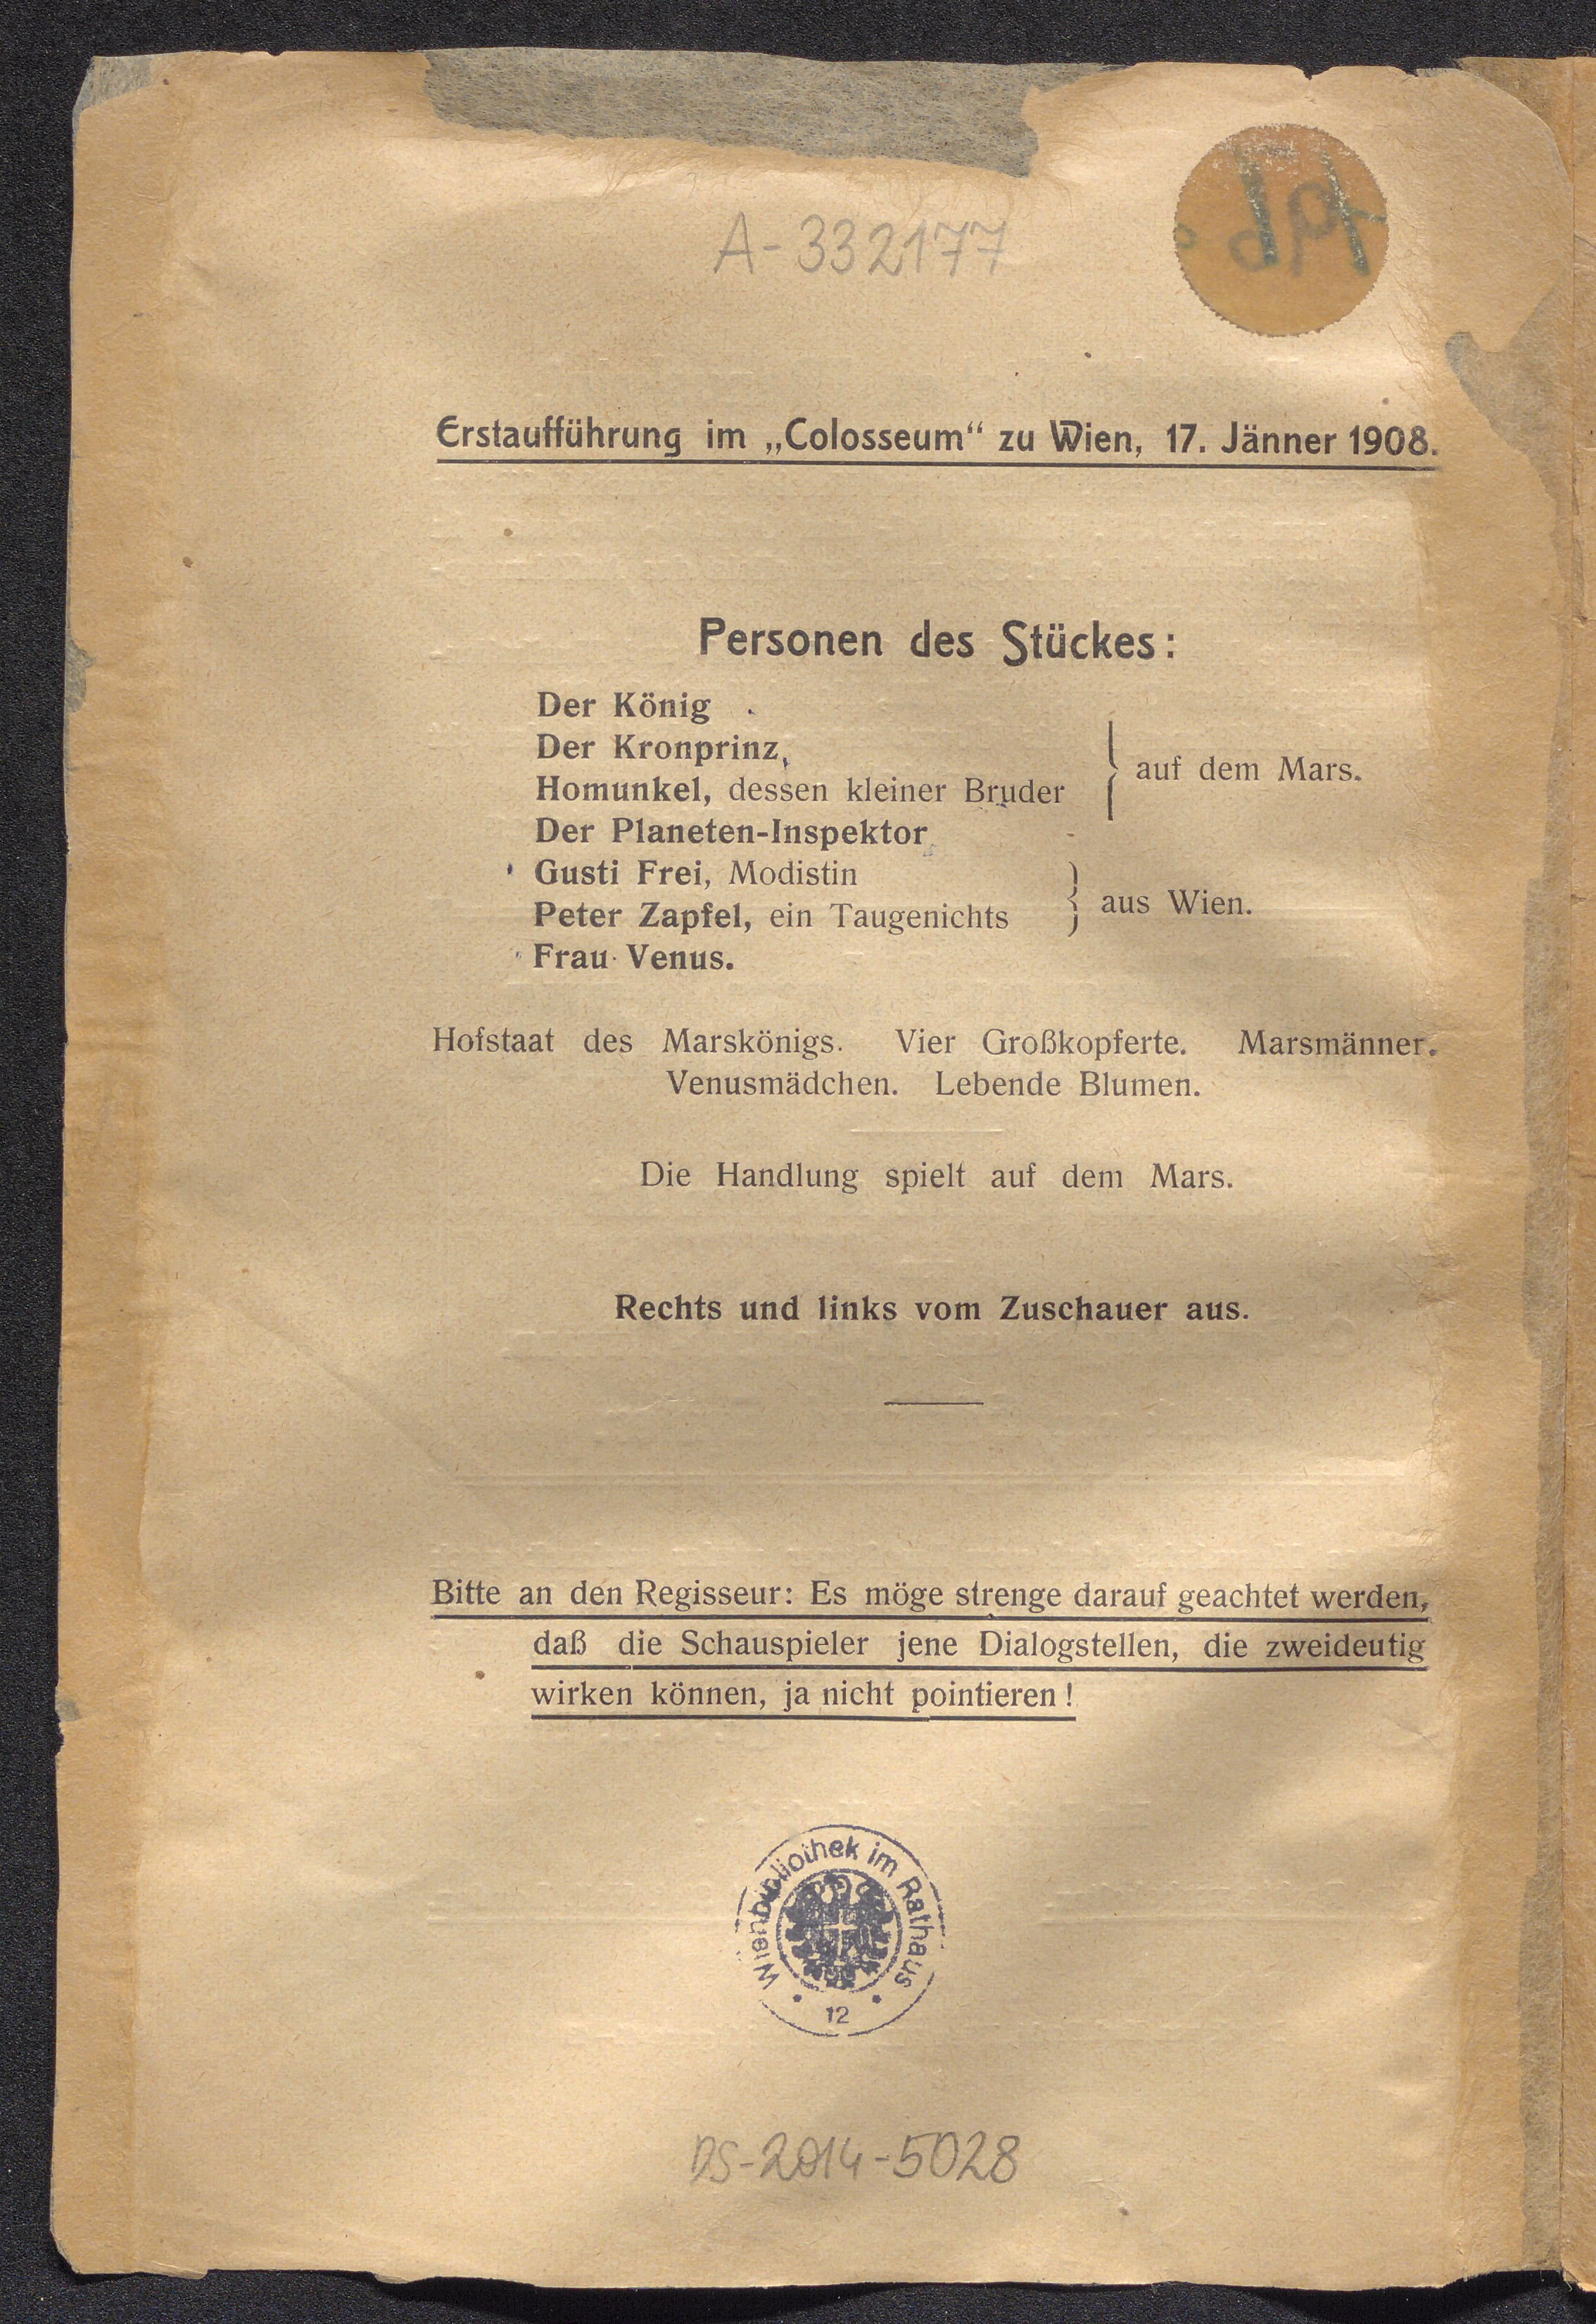 A-332177
Erstaufführung im „Colosseum“ zu Wien, 17. Jänner 1908.
Personen des Stückes:
Der König
Der Kronprinz,
Homunkel, dessen kleiner Bruder
auf dem Mars.
Der Planeten-Inspektor
Gusti Frei, Modistin
Peter Zapfel, ein Taugenichts
aus Wien.
Frau Venus.
Hofstaat des Marskönigs. Vier Großkopferte. Marsmänner.
Venusmädchen. Lebende Blumen.
Die Handlung spielt auf dem Mars.
Rechts und links vom Zuschauer aus.
Bitte an den Regisseur: Es möge strenge darauf geachtet werden,
daß die Schauspieler jene Dialogstellen, die zweideutig
wirken können, ja nicht pointieren!
Wienbibliothek im Rathaus
12
DS-2014-5028